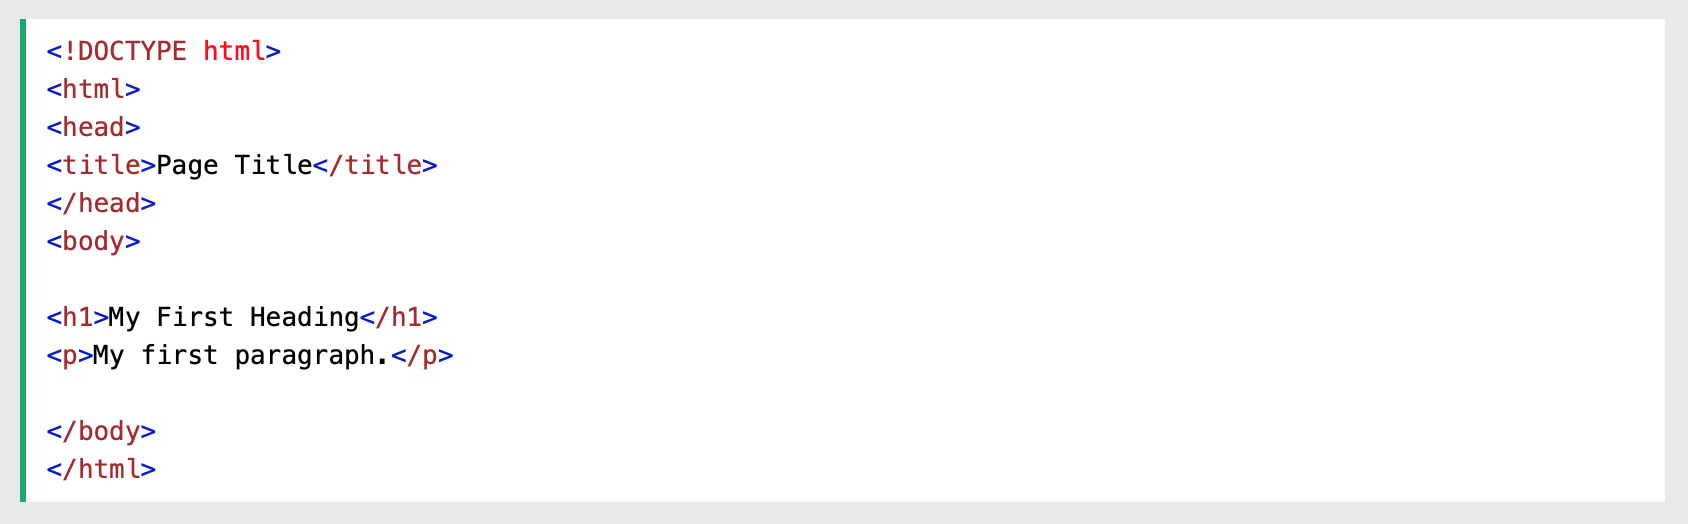 <!DOCTYPE html>
<html>
<head>
<title>Page Title</title>
</head>
<body>
<h1>My First Heading</h1>
<p>My first paragraph.</p>
</body>
</html>